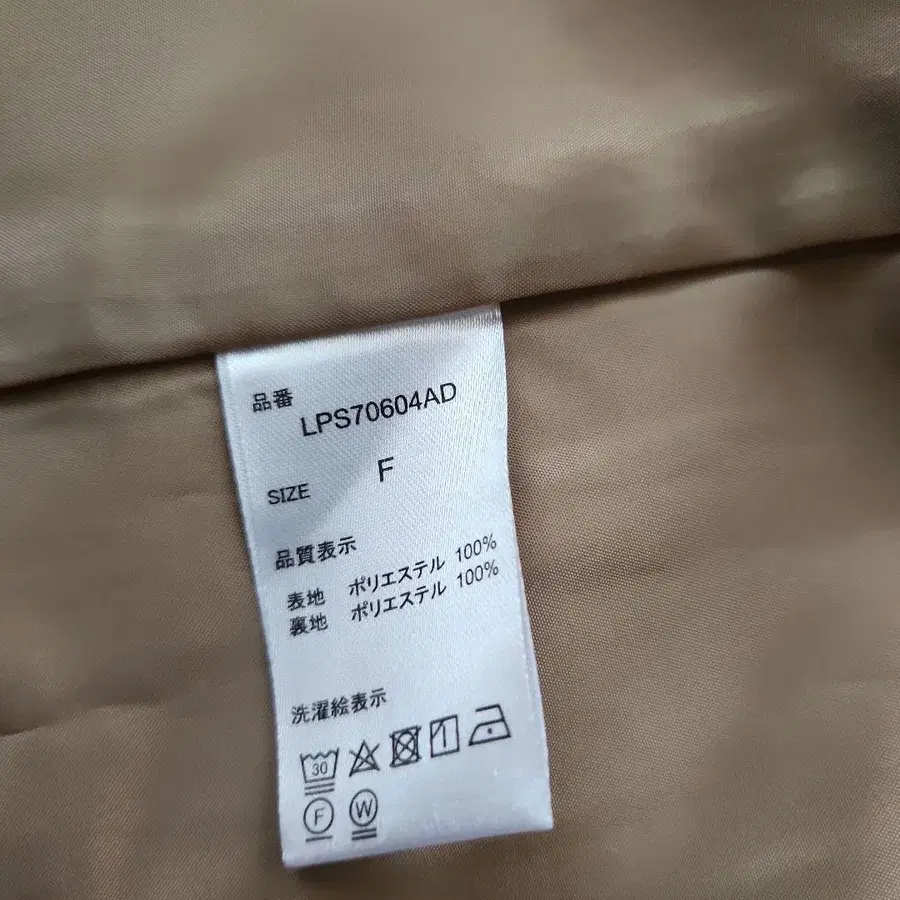 品番
LPS70604AD
SIZE F
品質表示
表地 ポリエステル 100%
裏地 ポリエステル 100%
洗濯絵表示
30
F W